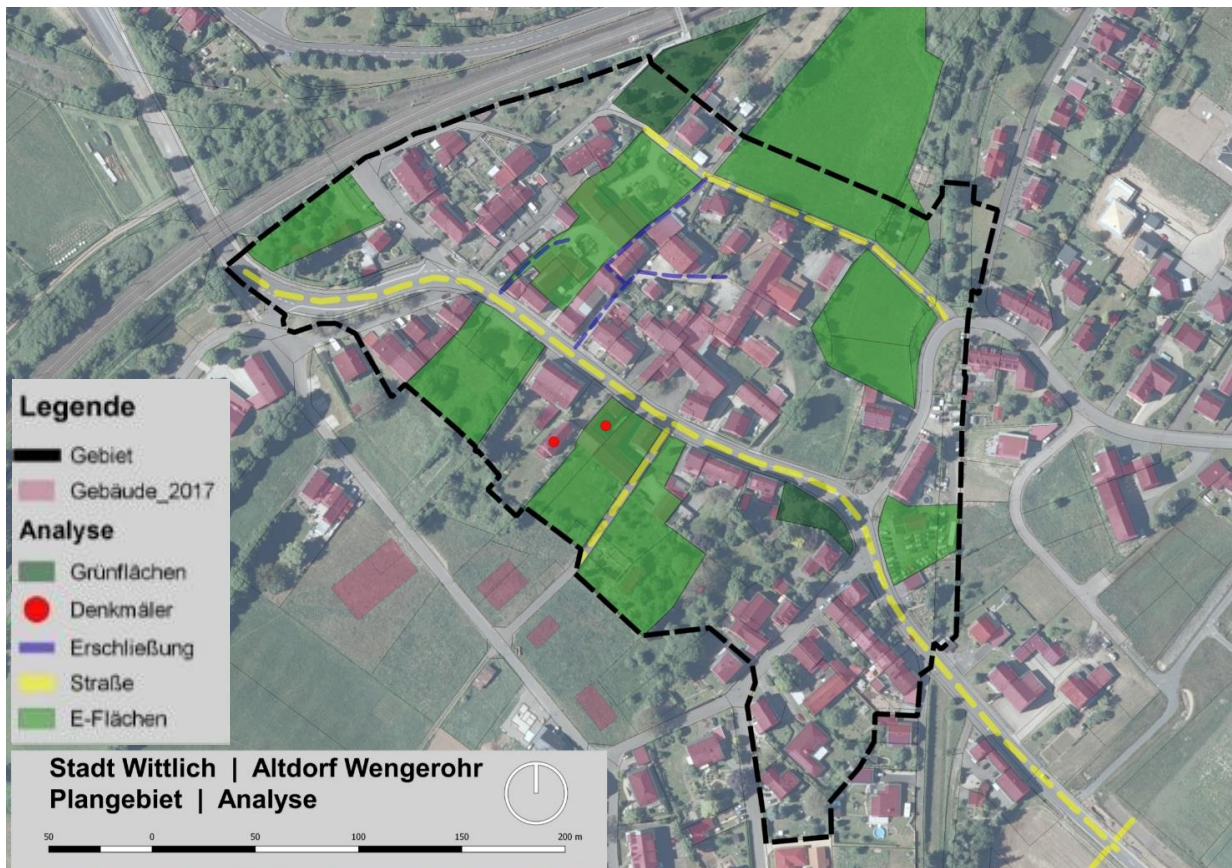 Legende
Gebiet
Gebäude_2017
Analyse
Grünflächen
Denkmäler
Erschließung
Straße
E-Flächen
Stadt Wittlich | Altdorf Wengerohr
Plangebiet | Analyse
50 0 50 100 150 200 m